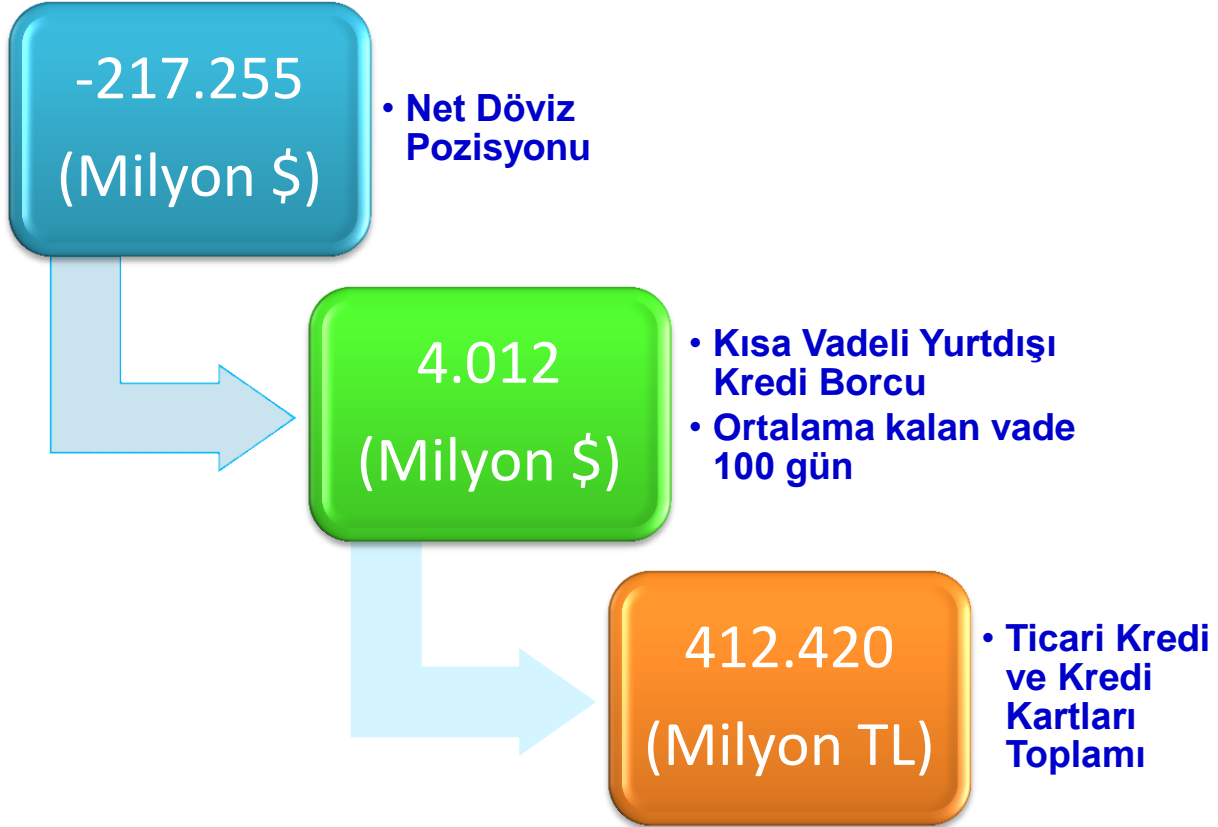 -217.255
(Milyon $)
• Net Döviz
Pozisyonu
4.012
(Milyon $)
• Kısa Vadeli Yurtdışı
Kredi Borcu
• Ortalama kalan vade
100 gün
412.420
(Milyon TL)
• Ticari Kredi
ve Kredi
Kartları
Toplamı